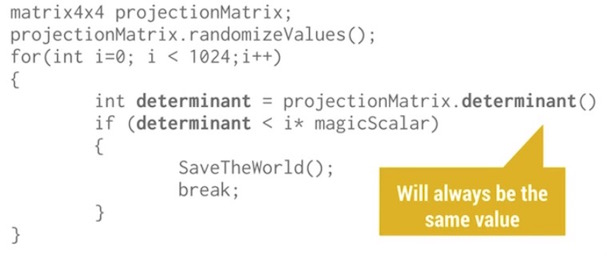 matrix4x4 projectionMatrix;
projectionMatrix.randomizeValues();
for(int i=0; i < 1024;i++)
{
int determinant = projectionMatrix.determinant()
if (determinant < i* magicScalar)
{
SaveTheWorld();
break;
}
}
Will always be the
same value